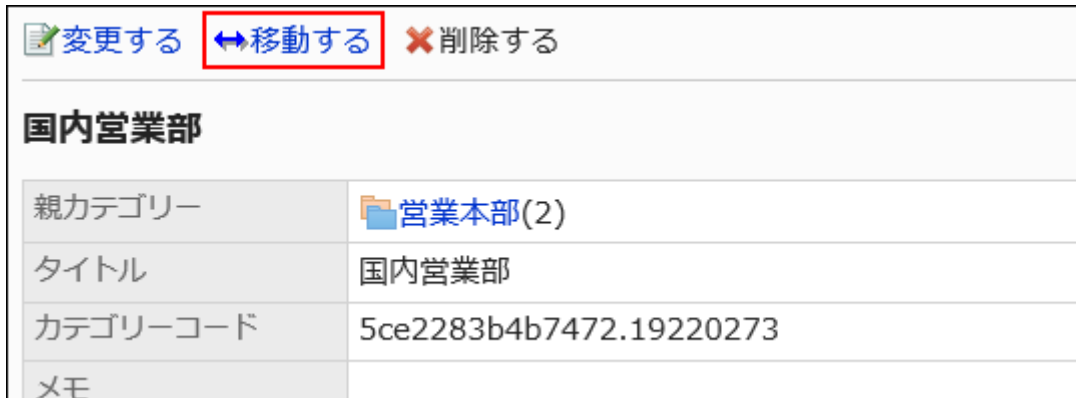 変更する 移動する 削除する
国内営業部
親カテゴリー 営業本部(2)
タイトル 国内営業部
カテゴリーコード 5ce2283b4b7472.19220273
メモ